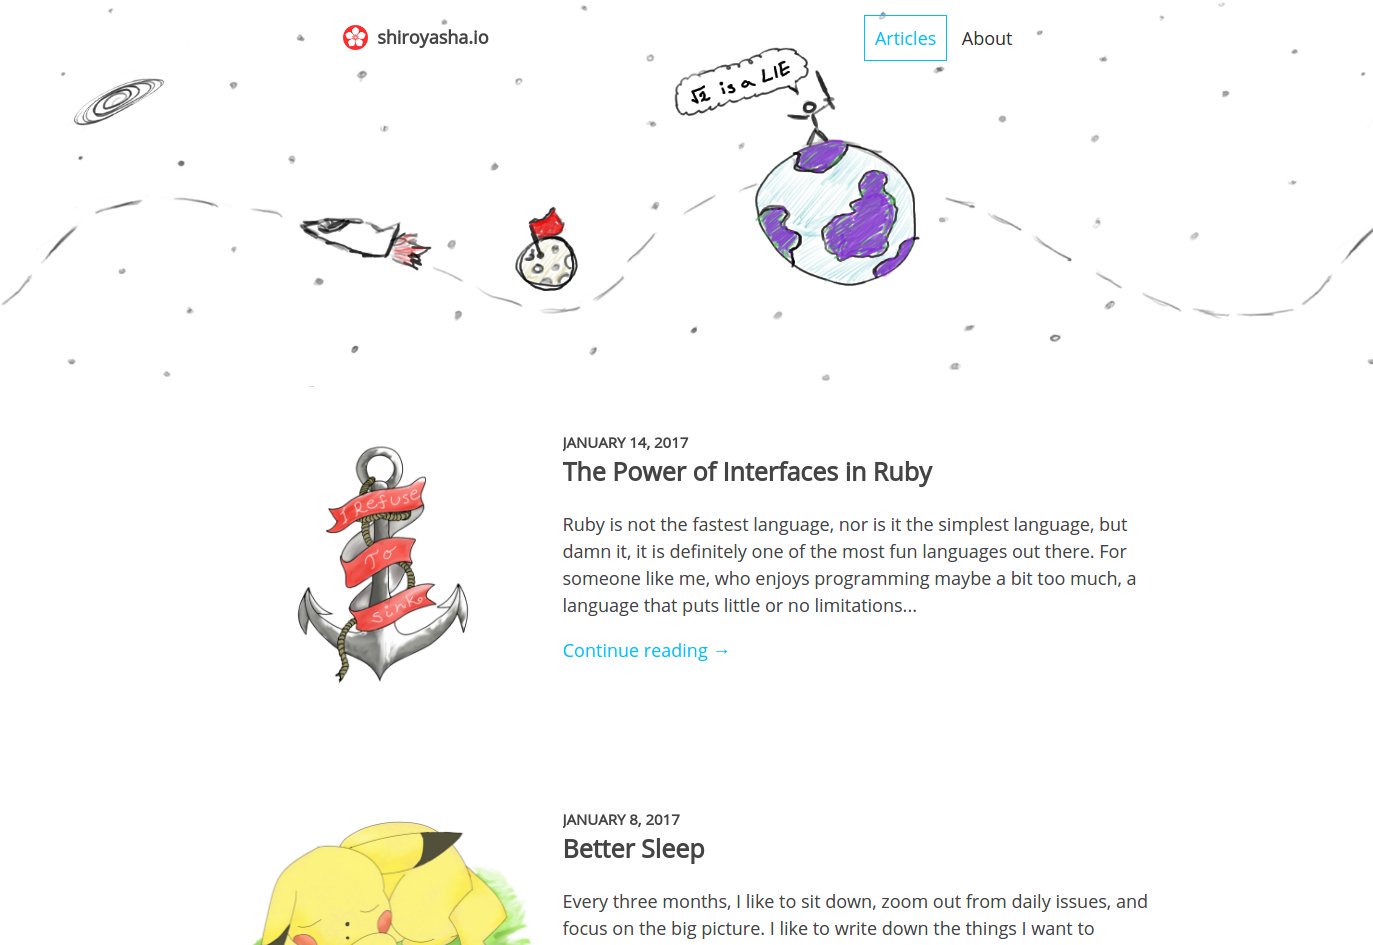 shiroyasha.io
Articles
About
√2 is a LIE
JANUARY 14, 2017
The Power of Interfaces in Ruby
I Refuse
To
Sink
Ruby is not the fastest language, nor is it the simplest language, but
damn it, it is definitely one of the most fun languages out there. For
someone like me, who enjoys programming maybe a bit too much, a
language that puts little or no limitations...
Continue reading →
JANUARY 8, 2017
Better Sleep
Every three months, I like to sit down, zoom out from daily issues, and
focus on the big picture. I like to write down the things I want to